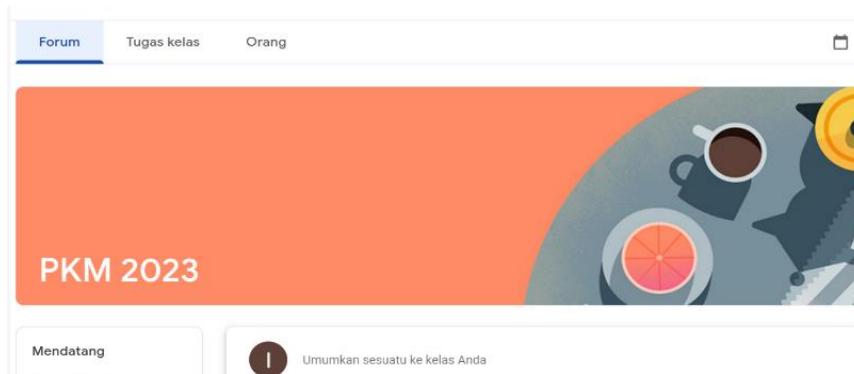 Forum Tugas kelas Orang
PKM 2023
Mendatang
I Umumkan sesuatu ke kelas Anda